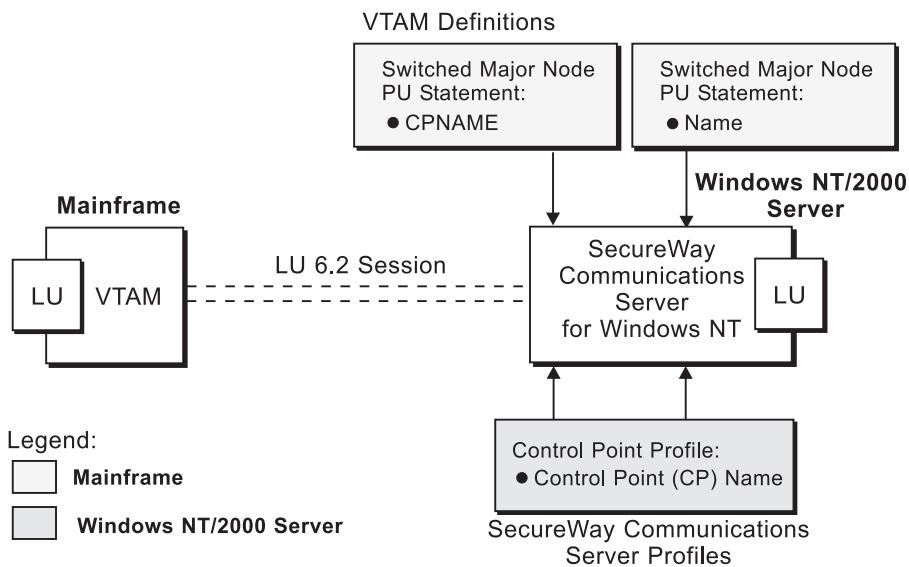 VTAM Definitions
Switched Major Node
PU Statement:
● CPNAME
Switched Major Node
PU Statement:
● Name
Windows NT/2000
Server
Mainframe
LU
VTAM
LU 6.2 Session
SecureWay
Communications
Server
for Windows NT
LU
Control Point Profile:
● Control Point (CP) Name
SecureWay Communications
Server Profiles
Legend:
Mainframe
Windows NT/2000 Server